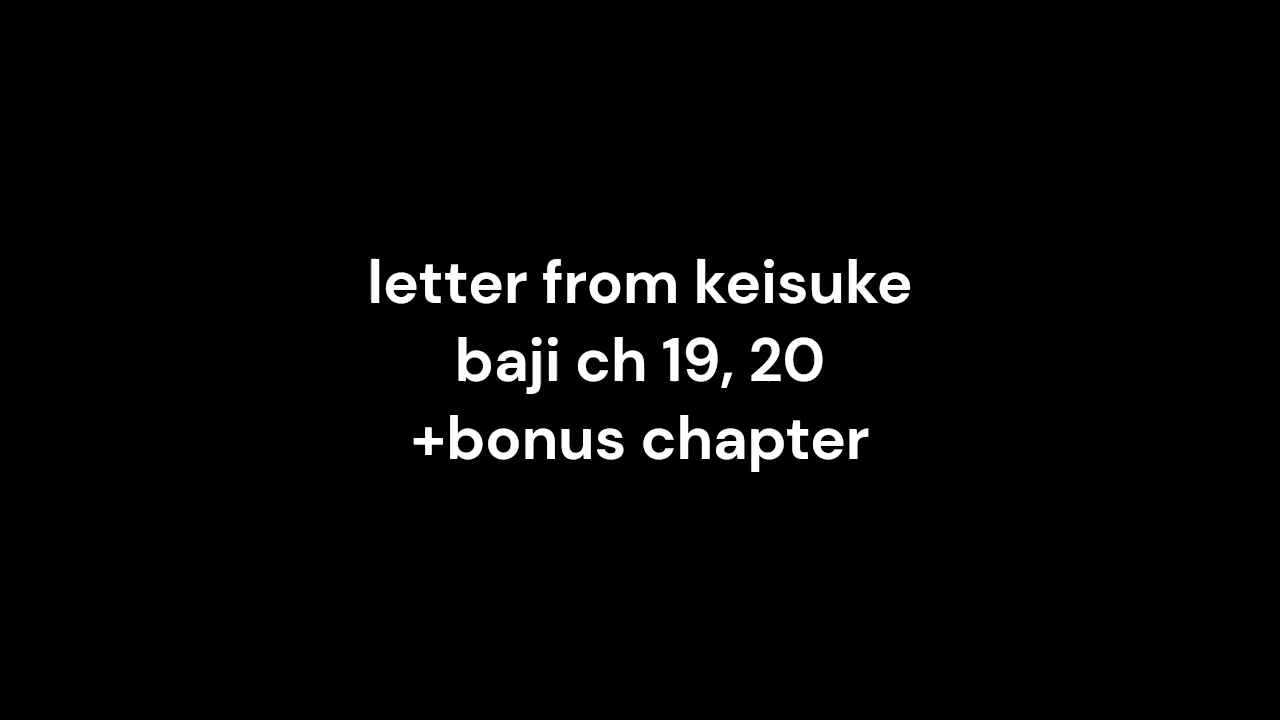 letter from keisuke
baji ch 19, 20
+bonus chapter